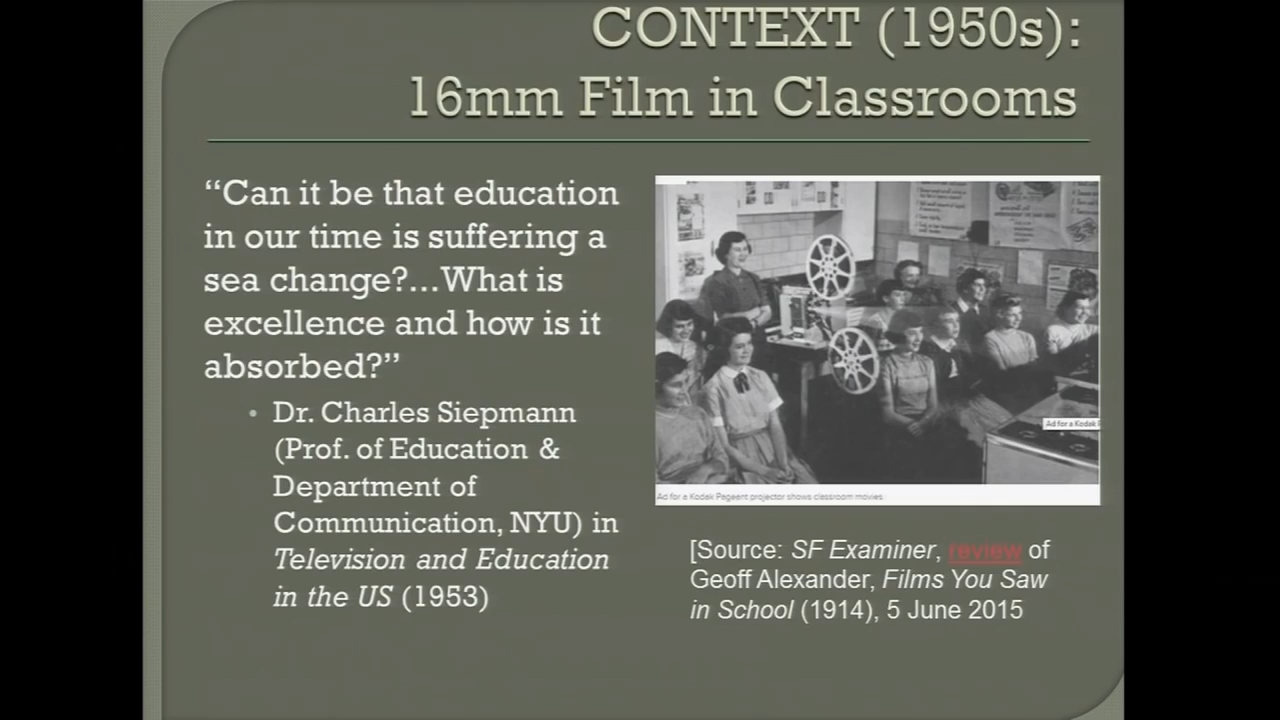 CONTEXT (1950s):
16mm Film in Classrooms
“Can it be that education
in our time is suffering a
sea change?...What is
excellence and how is it
absorbed?”
• Dr. Charles Siepmann
(Prof. of Education &
Department of
Communication, NYU) in
Television and Education
in the US (1953)
Ad for a Kodak
Ad for a Kodak Pageant projector shows classroom movies.
[Source: SF Examiner, review of
Geoff Alexander, Films You Saw
in School (1914), 5 June 2015